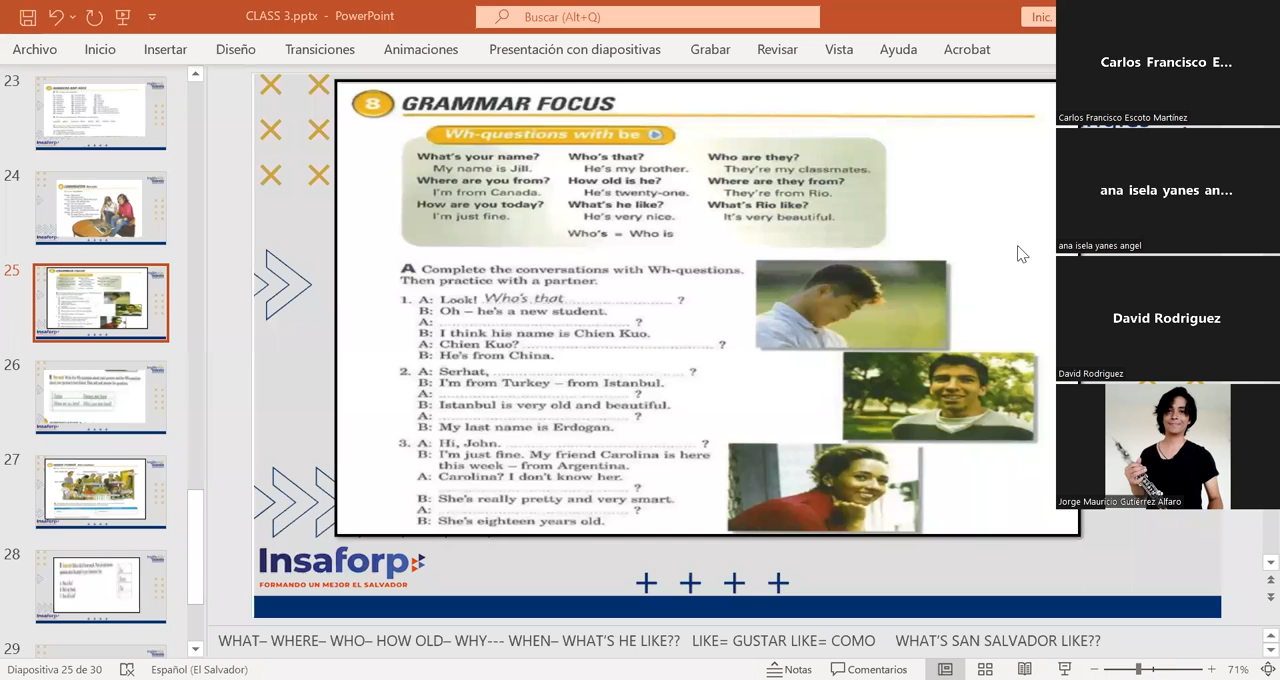 CLASS 3.pptx - PowerPoint
Buscar (Alt+Q)
Inic.
Archivo Inicio Insertar Diseño Transiciones Animaciones Presentación con diapositivas Grabar Revisar Vista Ayuda Acrobat
23
24
25
26
27
28
29
8 GRAMMAR FOCUS
Wh-questions with be
What's your name? Who's that? Who are they?
My name is Jill. He's my brother. They're my classmates.
Where are you from? How old is he? Where are they from?
I'm from Canada. He's twenty-one. They're from Rio.
How are you today? What's he like? What's Rio like?
I'm just fine. He's very nice. It's very beautiful.
Who's = Who is
A Complete the conversations with Wh-questions.
Then practice with a partner.
1. A: Look! Who's that ?
B: Oh – he's a new student.
A: ?
B: I think his name is Chien Kuo.
A: Chien Kuo? ?
B: He's from China.
2. A: Serhat, ?
B: I'm from Turkey – from Istanbul.
A: ?
B: Istanbul is very old and beautiful.
A: ?
B: My last name is Erdogan.
3. A: Hi, John. ?
B: I'm just fine. My friend Carolina is here
this week – from Argentina.
A: Carolina? I don't know her.
?
B: She's really pretty and very smart.
A: ?
B: She's eighteen years old.
Insaforp
FORMANDO UN MEJOR EL SALVADOR
Carlos Francisco E...
Carlos Francisco Escoto Martínez
ana isela yanes an...
ana isela yanes angel
David Rodriguez
David Rodriguez
Jorge Mauricio Gutiérrez Alfaro
WHAT– WHERE– WHO– HOW OLD– WHY--- WHEN– WHAT'S HE LIKE?? LIKE= GUSTAR LIKE= COMO WHAT'S SAN SALVADOR LIKE??
Diapositiva 25 de 30 Español (El Salvador) Notas Comentarios 71%